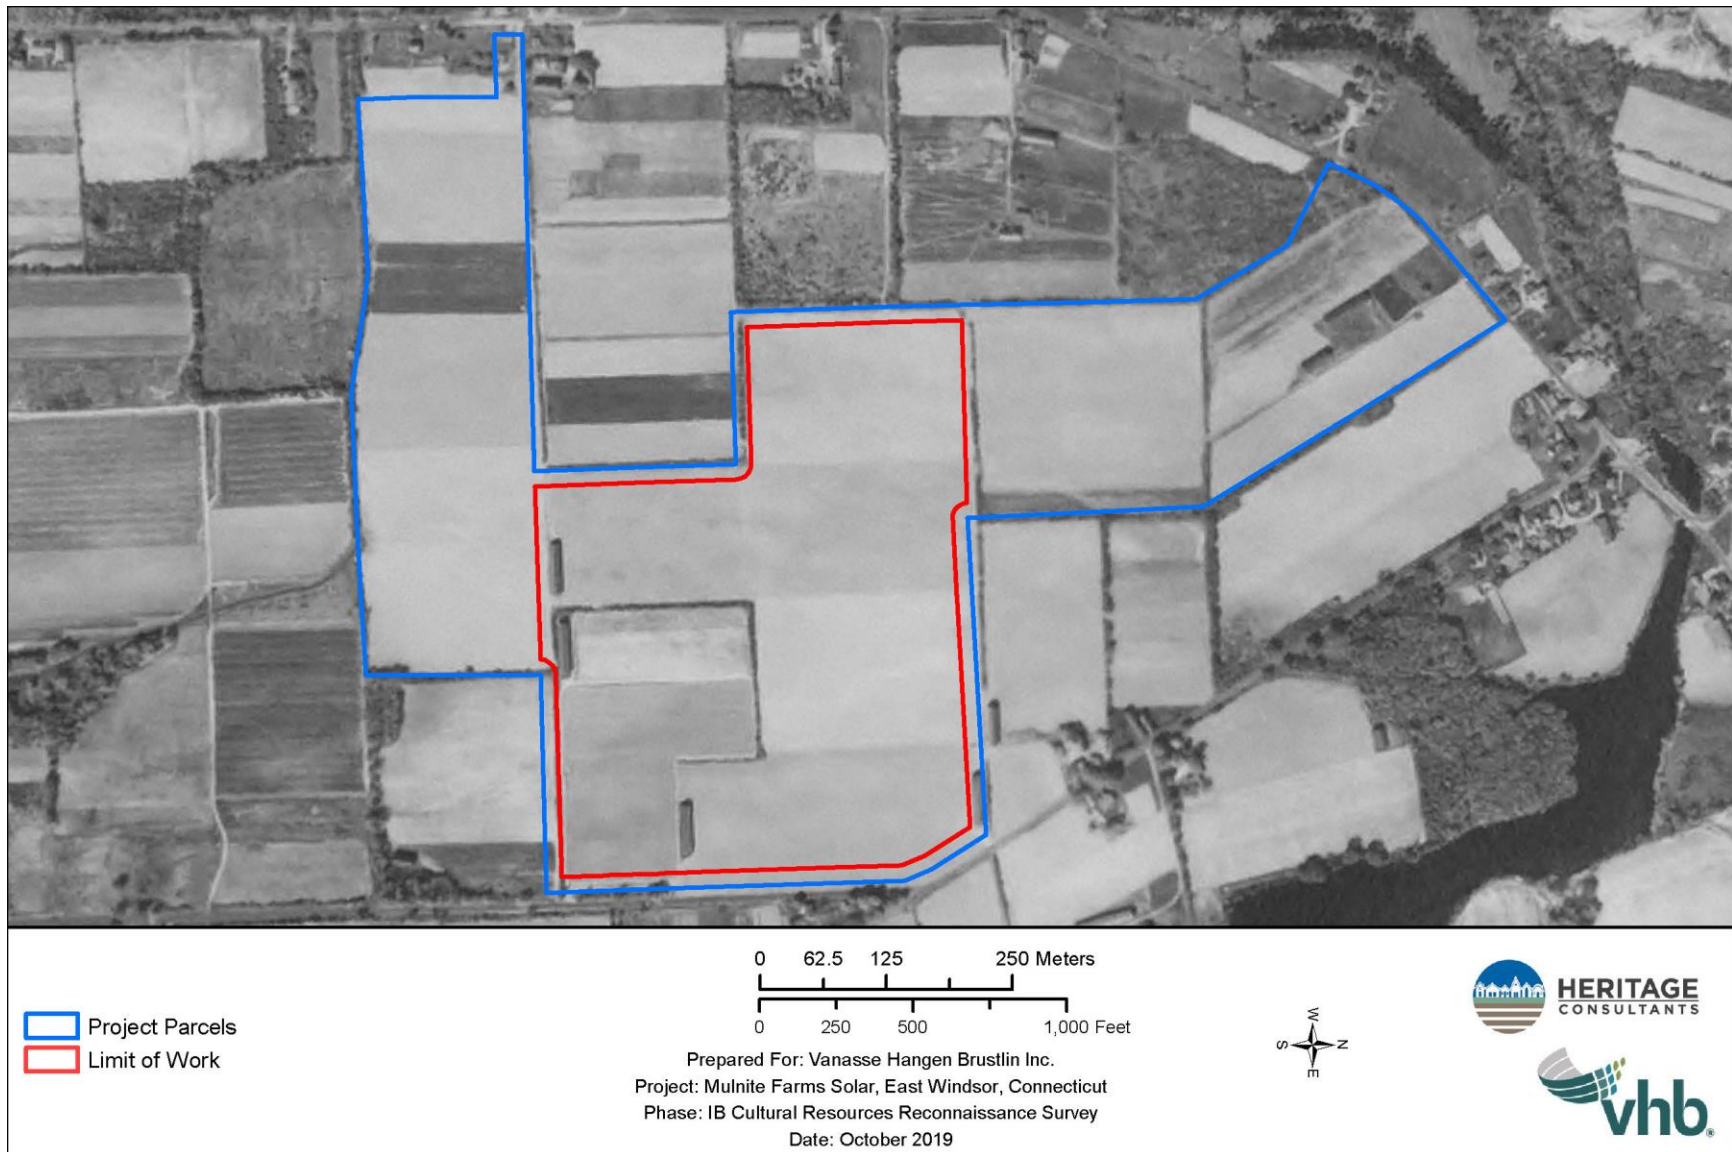 0 62.5 125 250 Meters
0 250 500 1,000 Feet
Project Parcels
Limit of Work
Prepared For: Vanasse Hangen Brustlin Inc.
Project: Mulnite Farms Solar, East Windsor, Connecticut
Phase: IB Cultural Resources Reconnaissance Survey
Date: October 2019
W
S N
E
HERITAGE
CONSULTANTS
vhb®